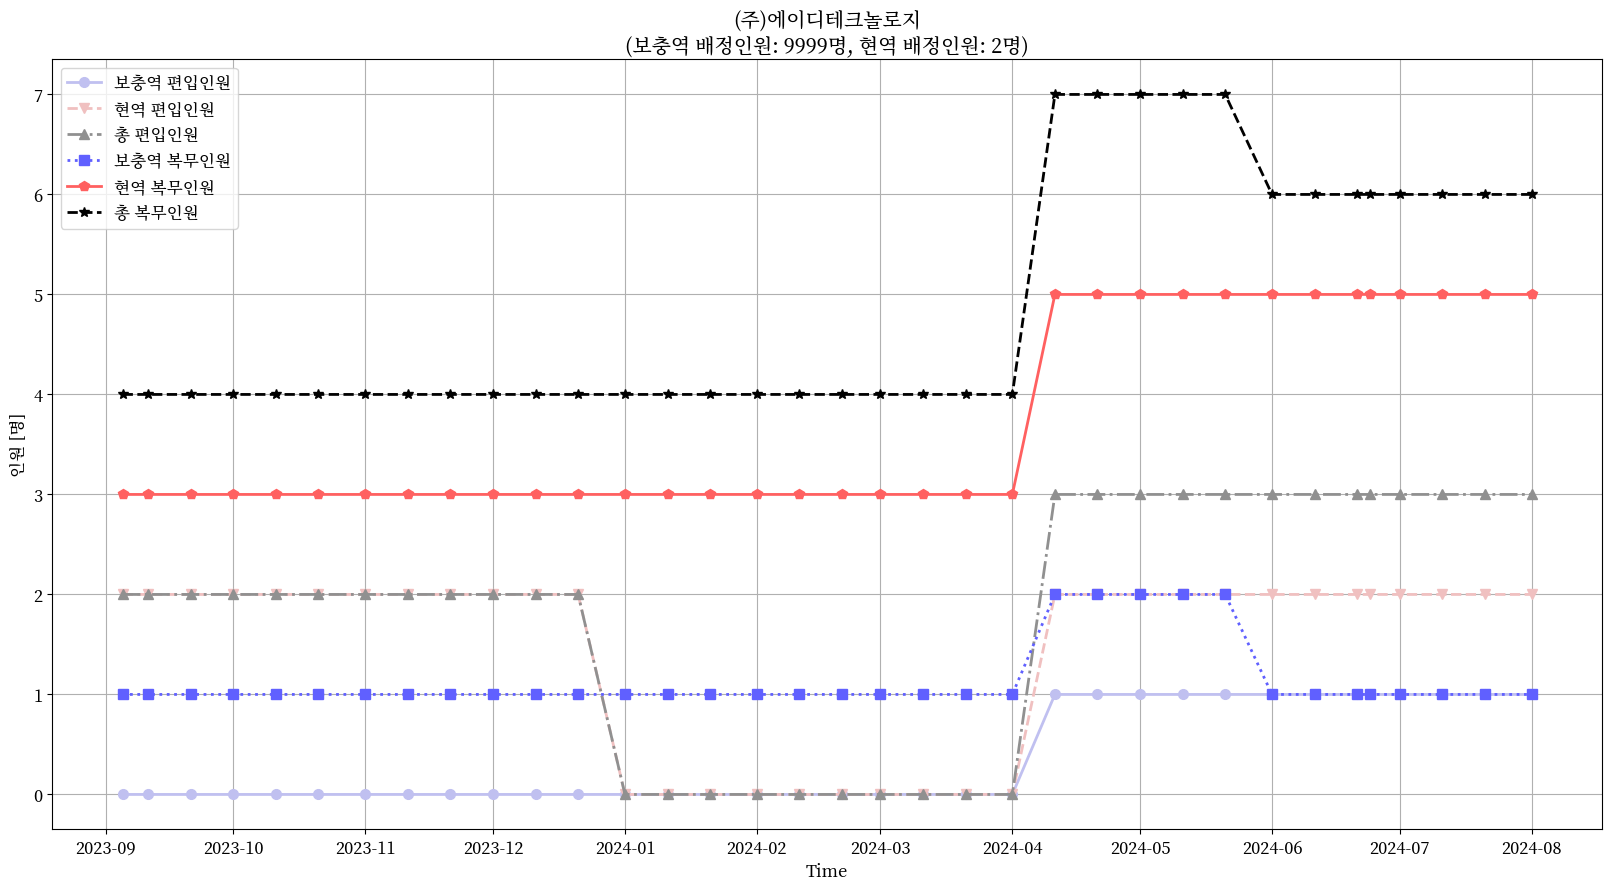 (주)에이디테크놀로지
(보충역 배정인원: 9999명, 현역 배정인원: 2명)
보충역 편입인원
현역 편입인원
총 편입인원
보충역 복무인원
현역 복무인원
총 복무인원
인원 [명]
7
6
5
4
3
2
1
0
2023-09 2023-10 2023-11 2023-12 2024-01 2024-02 2024-03 2024-04 2024-05 2024-06 2024-07 2024-08
Time